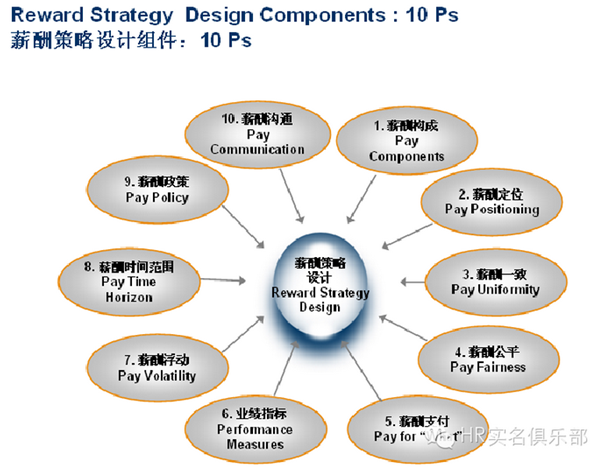 Reward Strategy Design Components : 10 Ps
薪酬策略设计组件：10 Ps
10. 薪酬沟通
Pay
Communication
1. 薪酬构成
Pay
Components
9. 薪酬政策
Pay Policy
2. 薪酬定位
Pay Positioning
薪酬策略
设计
Reward Strategy
Design
8. 薪酬时间范围
Pay Time
Horizon
3. 薪酬一致
Pay Uniformity
7. 薪酬浮动
Pay Volatility
4. 薪酬公平
Pay Fairness
6. 业绩指标
Performance
Measures
5. 薪酬支付
Pay for
HR实名俱乐部